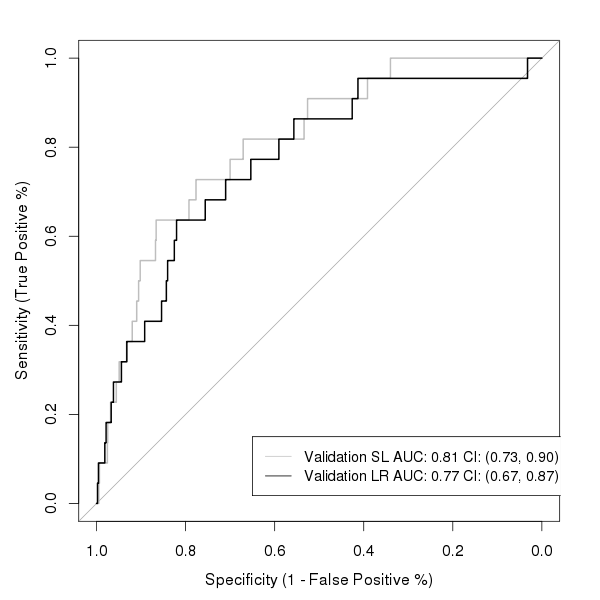 1.0
0.8
0.6
0.4
0.2
0.0
Sensitivity (True Positive %)
Validation SL AUC: 0.81 CI: (0.73, 0.90)
Validation LR AUC: 0.77 CI: (0.67, 0.87)
1.0 0.8 0.6 0.4 0.2 0.0
Specificity (1 - False Positive %)